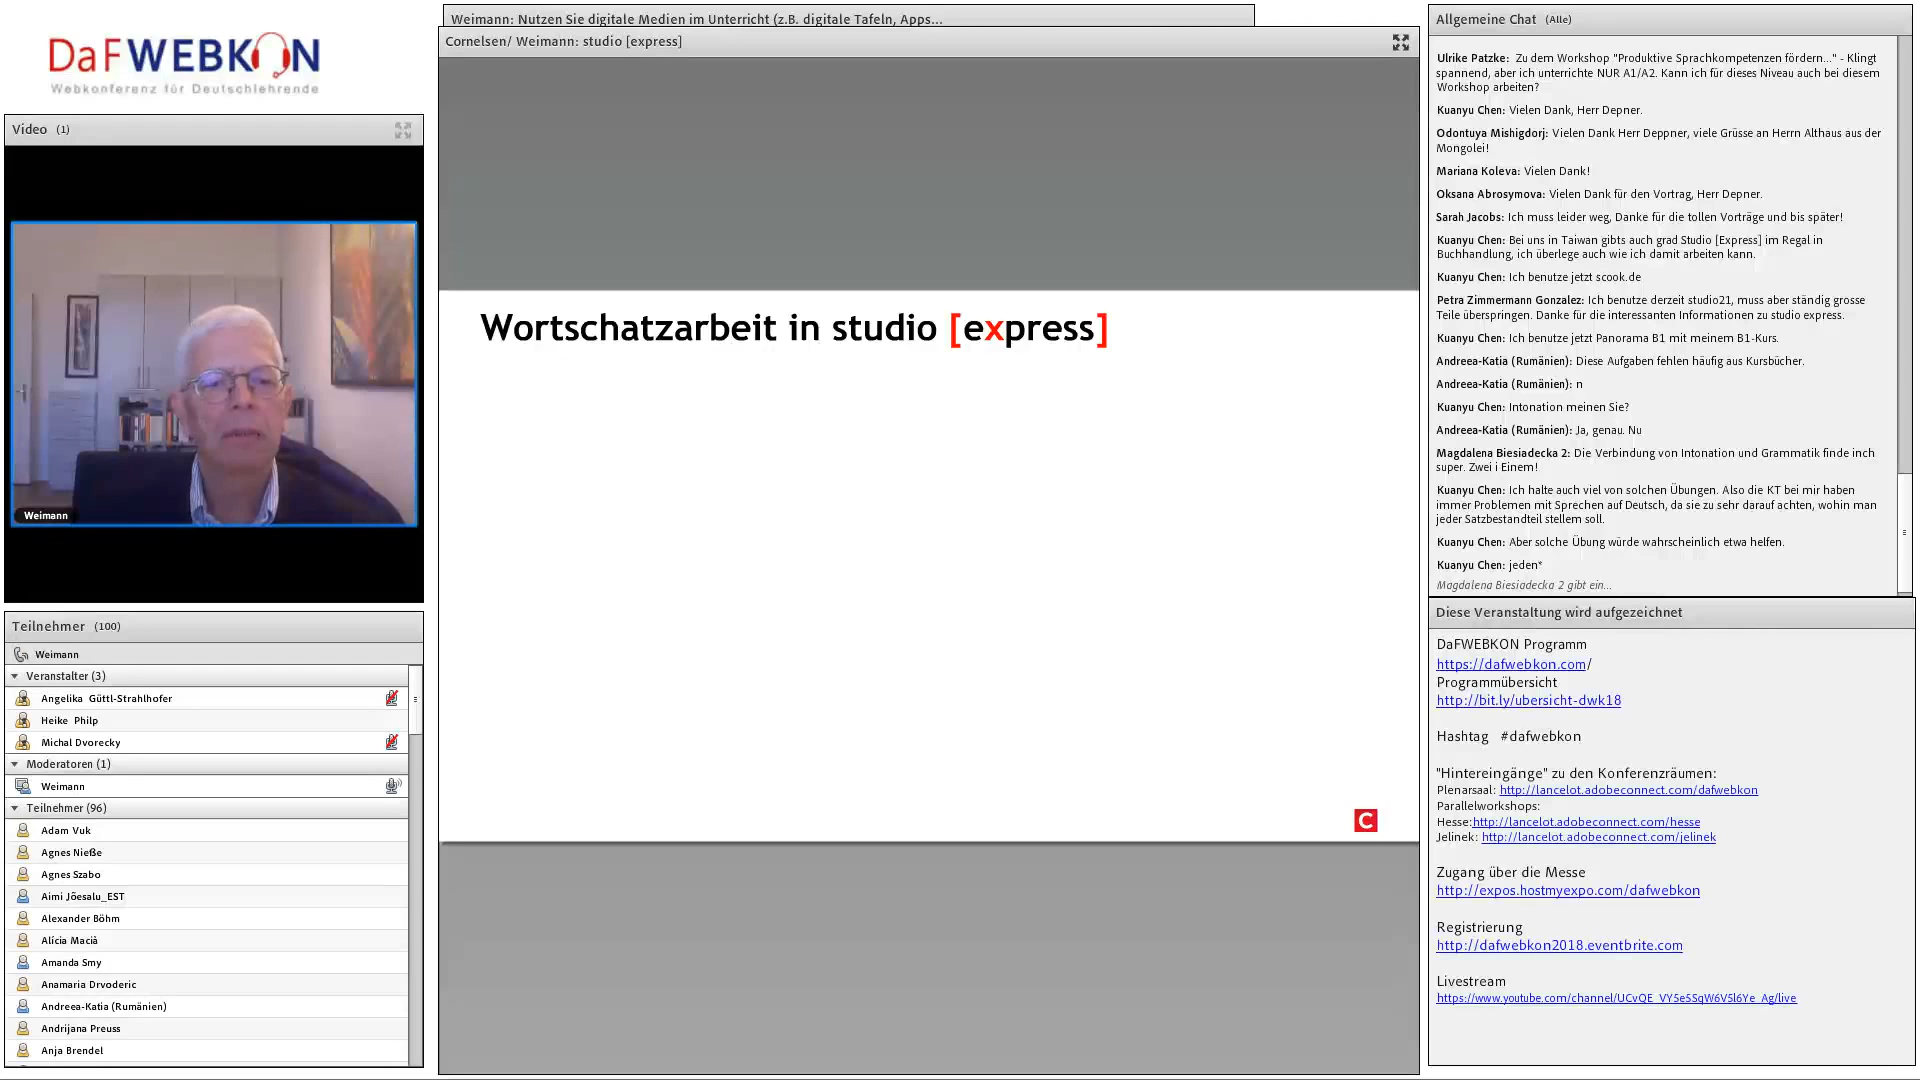 DaFWEBKON
Webkonferenz für Deutschlehrende
Video (1)
Weimann
Teilnehmer (100)
Weimann
Veranstalter (3)
Angelika Güttl-Strahlhofer
Heike Philp
Michal Dvorecky
Moderatoren (1)
Weimann
Teilnehmer (96)
Adam Vuk
Agnes Nieße
Agnes Szabo
Aimi Jõesalu_EST
Alexander Böhm
Alícia Macià
Amanda Smy
Anamaria Drvoderic
Andreea-Katia (Rumänien)
Andrijana Preuss
Anja Brendel
Weimann: Nutzen Sie digitale Medien im Unterricht (z.B. digitale Tafeln, Apps...
Cornelsen/ Weimann: studio [express]
Wortschatzarbeit in studio [express]
C
Allgemeine Chat (Alle)
Ulrike Patzke: Zu dem Workshop "Produktive Sprachkompetenzen fördern..." - Klingt
spannend, aber ich unterrichte NUR A1/A2. Kann ich für dieses Niveau auch bei diesem
Workshop arbeiten?
Kuanyu Chen: Vielen Dank, Herr Depner.
Odontuya Mishigdorj: Vielen Dank Herr Deppner, viele Grüsse an Herrn Althaus aus der
Mongolei!
Mariana Koleva: Vielen Dank!
Oksana Abrosymova: Vielen Dank für den Vortrag, Herr Depner.
Sarah Jacobs: Ich muss leider weg, Danke für die tollen Vorträge und bis später!
Kuanyu Chen: Bei uns in Taiwan gibts auch grad Studio [Express] im Regal in
Buchhandlung, ich überlege auch wie ich damit arbeiten kann.
Kuanyu Chen: Ich benutze jetzt scook.de
Petra Zimmermann Gonzalez: Ich benutze derzeit studio21, muss aber ständig grosse
Teile überspringen. Danke für die interessanten Informationen zu studio express.
Kuanyu Chen: Ich benutze jetzt Panorama B1 mit meinem B1-Kurs.
Andreea-Katia (Rumänien): Diese Aufgaben fehlen häufig aus Kursbücher.
Andreea-Katia (Rumänien): n
Kuanyu Chen: Intonation meinen Sie?
Andreea-Katia (Rumänien): Ja, genau. Nu
Magdalena Biesiadecka 2: Die Verbindung von Intonation und Grammatik finde inch
super. Zwei i Einem!
Kuanyu Chen: Ich halte auch viel von solchen Übungen. Also die KT bei mir haben
immer Problemen mit Sprechen auf Deutsch, da sie zu sehr darauf achten, wohin man
jeder Satzbestandteil stellem soll.
Kuanyu Chen: Aber solche Übung würde wahrscheinlich etwa helfen.
Kuanyu Chen: jeden*
Magdalena Biesiadecka 2 gibt ein...
Diese Veranstaltung wird aufgezeichnet
DaFWEBKON Programm
https://dafwebkon.com/
Programmübersicht
http://bit.ly/ubersicht-dwk18
Hashtag #dafwebkon
"Hintereingänge" zu den Konferenzräumen:
Plenarsaal: http://lancelot.adobeconnect.com/dafwebkon
Parallelworkshops:
Hesse:http://lancelot.adobeconnect.com/hesse
Jelinek: http://lancelot.adobeconnect.com/jelinek
Zugang über die Messe
http://expos.hostmyexpo.com/dafwebkon
Registrierung
http://dafwebkon2018.eventbrite.com
Livestream
https://www.youtube.com/channel/UCvQE_VY5e5SqW6VSl6Ye_Ag/live